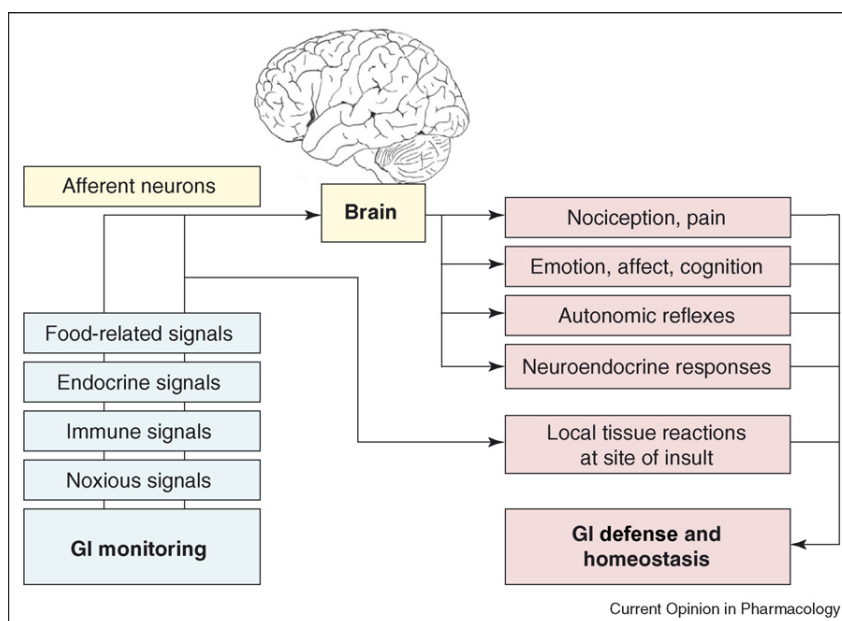 Afferent neurons
Brain
Food-related signals
Endocrine signals
Immune signals
Noxious signals
GI monitoring
Nociception, pain
Emotion, affect, cognition
Autonomic reflexes
Neuroendocrine responses
Local tissue reactions
at site of insult
GI defense and
homeostasis
Current Opinion in Pharmacology